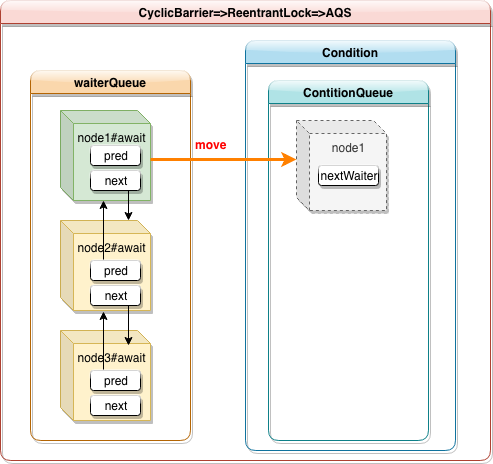 CyclicBarrier=>ReentrantLock=>AQS
waiterQueue
node1#await
pred
next
node2#await
pred
next
node3#await
pred
next
move
Condition
ContitionQueue
node1
nextWaiter